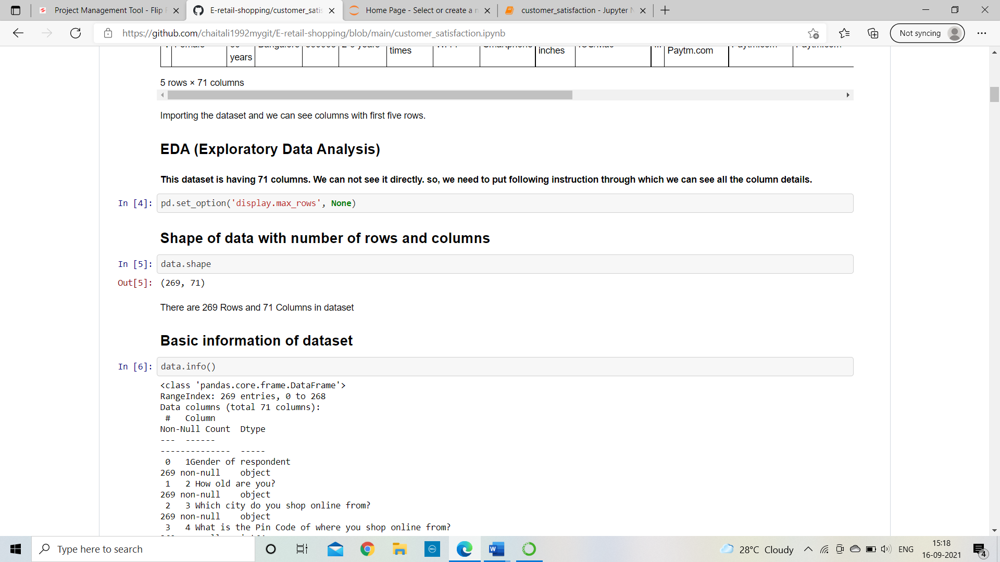 Project Management Tool - Flip
E-retail-shopping/customer_satis
Home Page - Select or create a n
customer_satisfaction - Jupyter N
https://github.com/chaitali1992mygit/E-retail-shopping/blob/main/customer_satisfaction.ipynb
Not syncing
times
inches
Paytm.com
years
5 rows × 71 columns
Importing the dataset and we can see columns with first five rows.
EDA (Exploratory Data Analysis)
This dataset is having 71 columns. We can not see it directly. so, we need to put following instruction through which we can see all the column details.
In [4]: pd.set_option('display.max_rows', None)
Shape of data with number of rows and columns
In [5]: data.shape
Out[5]: (269, 71)
There are 269 Rows and 71 Columns in dataset
Basic information of dataset
In [6]: data.info()
<class 'pandas.core.frame.DataFrame'>
RangeIndex: 269 entries, 0 to 268
Data columns (total 71 columns):
# Column
Non-Null Count Dtype
--- ------
-------------- -----
0 1Gender of respondent
269 non-null object
1 2 How old are you?
269 non-null object
2 3 Which city do you shop online from?
269 non-null object
3 4 What is the Pin Code of where you shop online from?
Type here to search
DELL
W
28°C Cloudy
ENG
15:18
16-09-2021
4